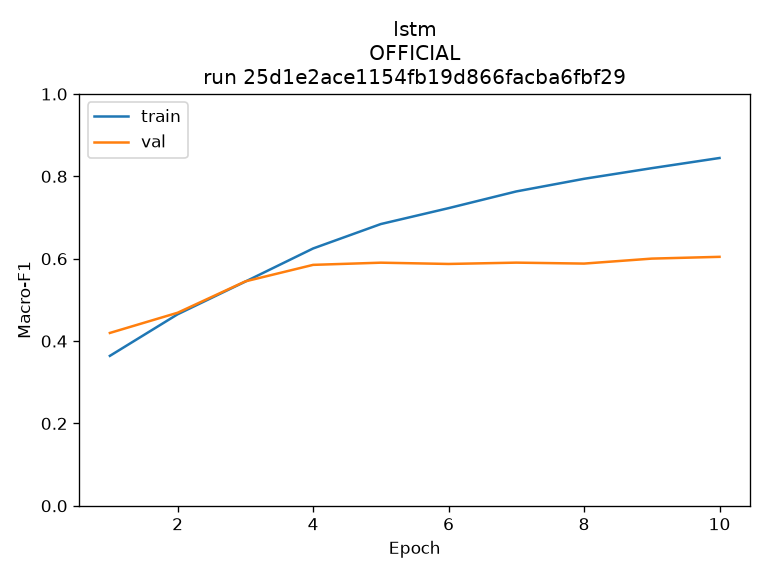 lstm
OFFICIAL
run 25d1e2ace1154fb19d866facba6fbf29
1.0
train
val
0.8
0.6
Macro-F1
0.4
0.2
0.0
2 4 6 8 10
Epoch